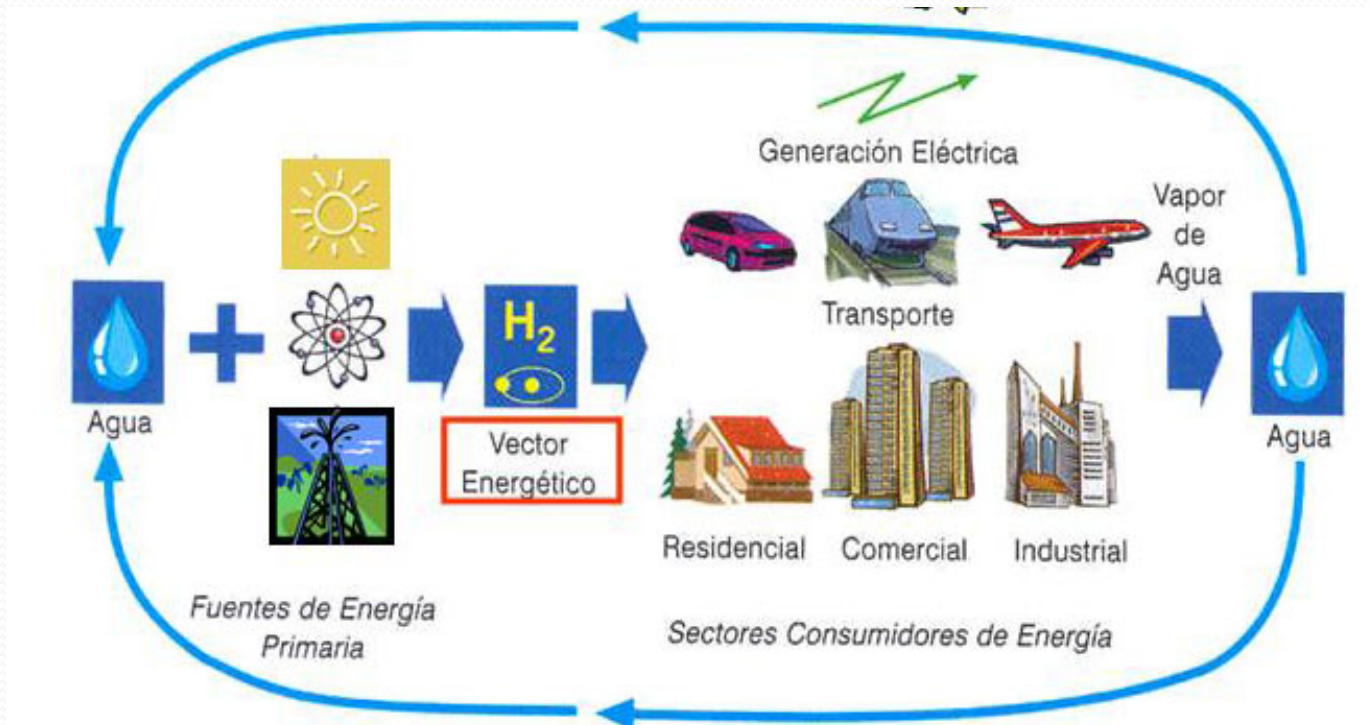 Generación Eléctrica
Vapor
de
Agua
Transporte
H₂
Agua
Vector
Energético
Agua
Residencial
Comercial
Industrial
Fuentes de Energía
Primaria
Sectores Consumidores de Energía